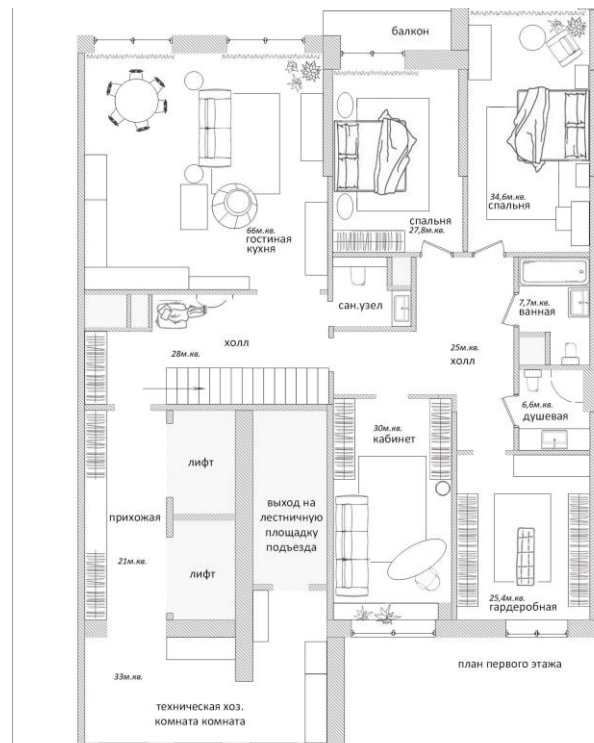 балкон
34,6м.кв.
спальня
спальня
27,8м.кв.
66м.кв.
гостиная
кухня
сан.узел
7,7м.кв.
ванная
холл
28м.кв.
25м.кв.
холл
6,6м.кв.
душевая
30м.кв.
кабинет
лифт
выход на
лестничную
площадку
подъезда
прихожая
21м.кв.
лифт
25,4м.кв.
гардеробная
план первого этажа
33м.кв.
техническая хоз.
комната комната